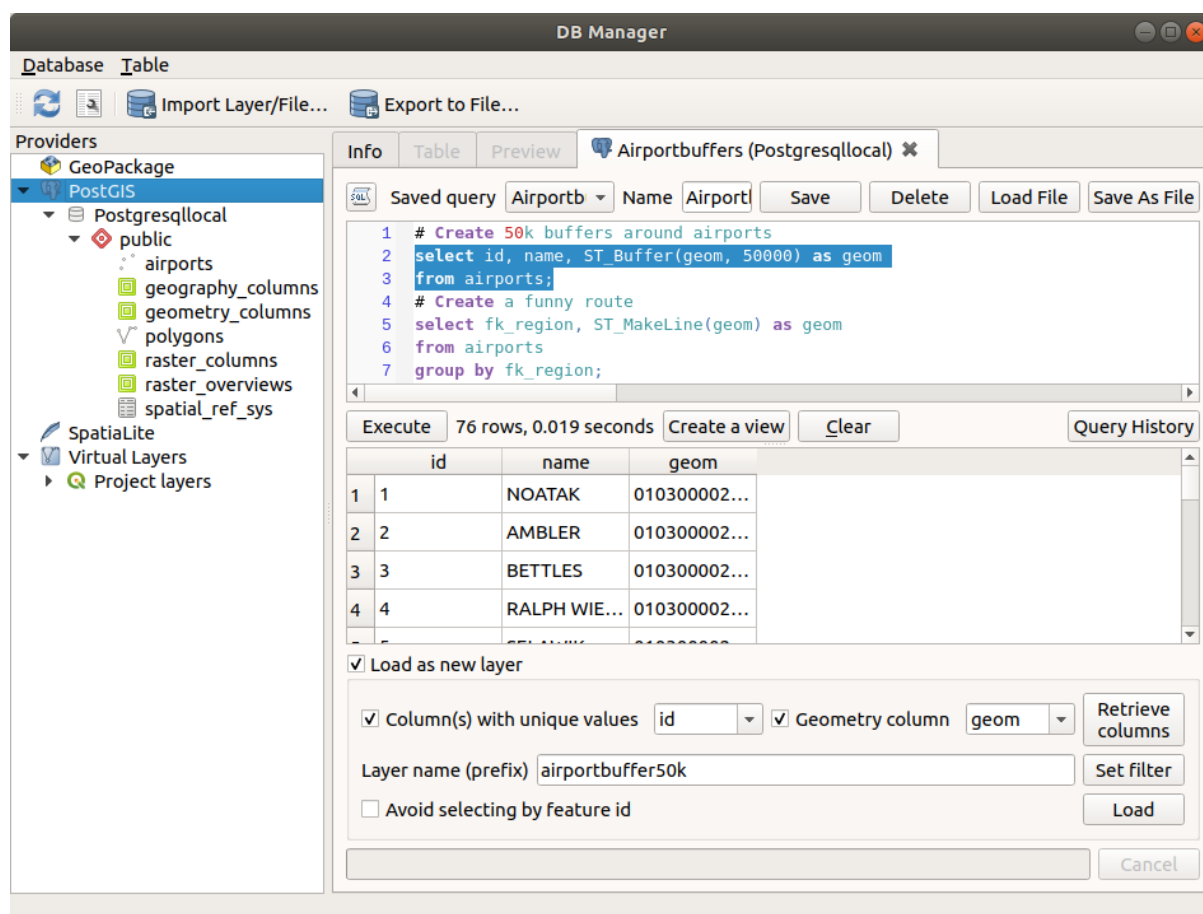 DB Manager
Database Table
Import Layer/File... Export to File...
Providers
GeoPackage
PostGIS
Postgresqllocal
public
airports
geography_columns
geometry_columns
polygons
raster_columns
raster_overviews
spatial_ref_sys
SpatiaLite
Virtual Layers
Project layers
Info Table Preview Airportbuffers (Postgresqllocal)
SQL Saved query Airportb Name Airportl Save Delete Load File Save As File
1 # Create 50k buffers around airports
2 select id, name, ST_Buffer(geom, 50000) as geom
3 from airports;
4 # Create a funny route
5 select fk_region, ST_MakeLine(geom) as geom
6 from airports
7 group by fk_region;
Execute 76 rows, 0.019 seconds Create a view Clear Query History
id name geom
1 1 NOATAK 010300002...
2 2 AMBLER 010300002...
3 3 BETTLES 010300002...
4 4 RALPH WIE... 010300002...
Load as new layer
Column(s) with unique values id Geometry column geom Retrieve columns
Layer name (prefix) airportbuffer50k Set filter
Avoid selecting by feature id Load
Cancel